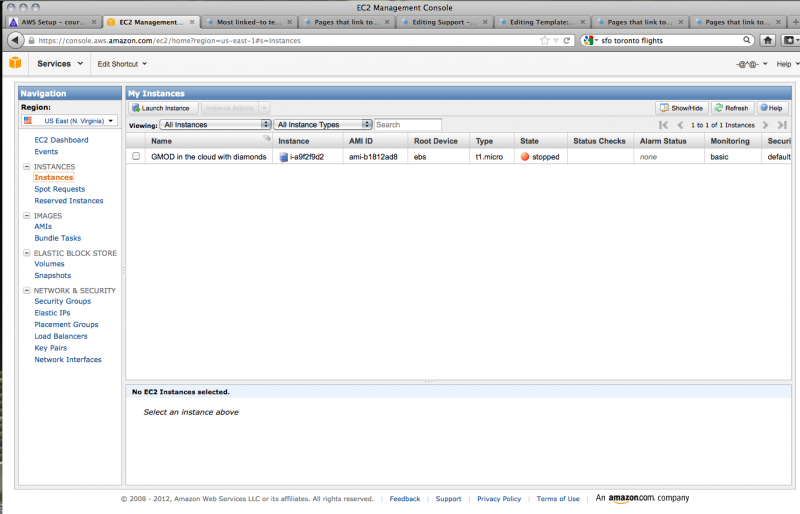 EC2 Management Console
AWS Setup – cour... EC2 Management... Most linked–to te... Pages that link to... Editing Support –... Editing Template:... Pages that link to... Pages that link to...
https://console.aws.amazon.com/ec2/home?region=us-east-1#s=Instances
sfo toronto flights
Services Edit Shortcut -@^@- Help
Navigation
Region:
US East (N. Virginia)
EC2 Dashboard
Events
INSTANCES
Instances
Spot Requests
Reserved Instances
IMAGES
AMIs
Bundle Tasks
ELASTIC BLOCK STORE
Volumes
Snapshots
NETWORK & SECURITY
Security Groups
Elastic IPs
Placement Groups
Load Balancers
Key Pairs
Network Interfaces
My Instances
Launch Instance Instance Actions Show/Hide Refresh Help
Viewing: All Instances All Instance Types Search 1 to 1 of 1 Instances
Name Instance AMI ID Root Device Type State Status Checks Alarm Status Monitoring Securi
GMOD in the cloud with diamonds i-a9f2f9d2 ami-b1812ad8 ebs t1.micro stopped none basic default
No EC2 Instances selected.
Select an instance above
© 2008 - 2012, Amazon Web Services LLC or its affiliates. All rights reserved. | Feedback | Support | Privacy Policy | Terms of Use | An amazon.com. company